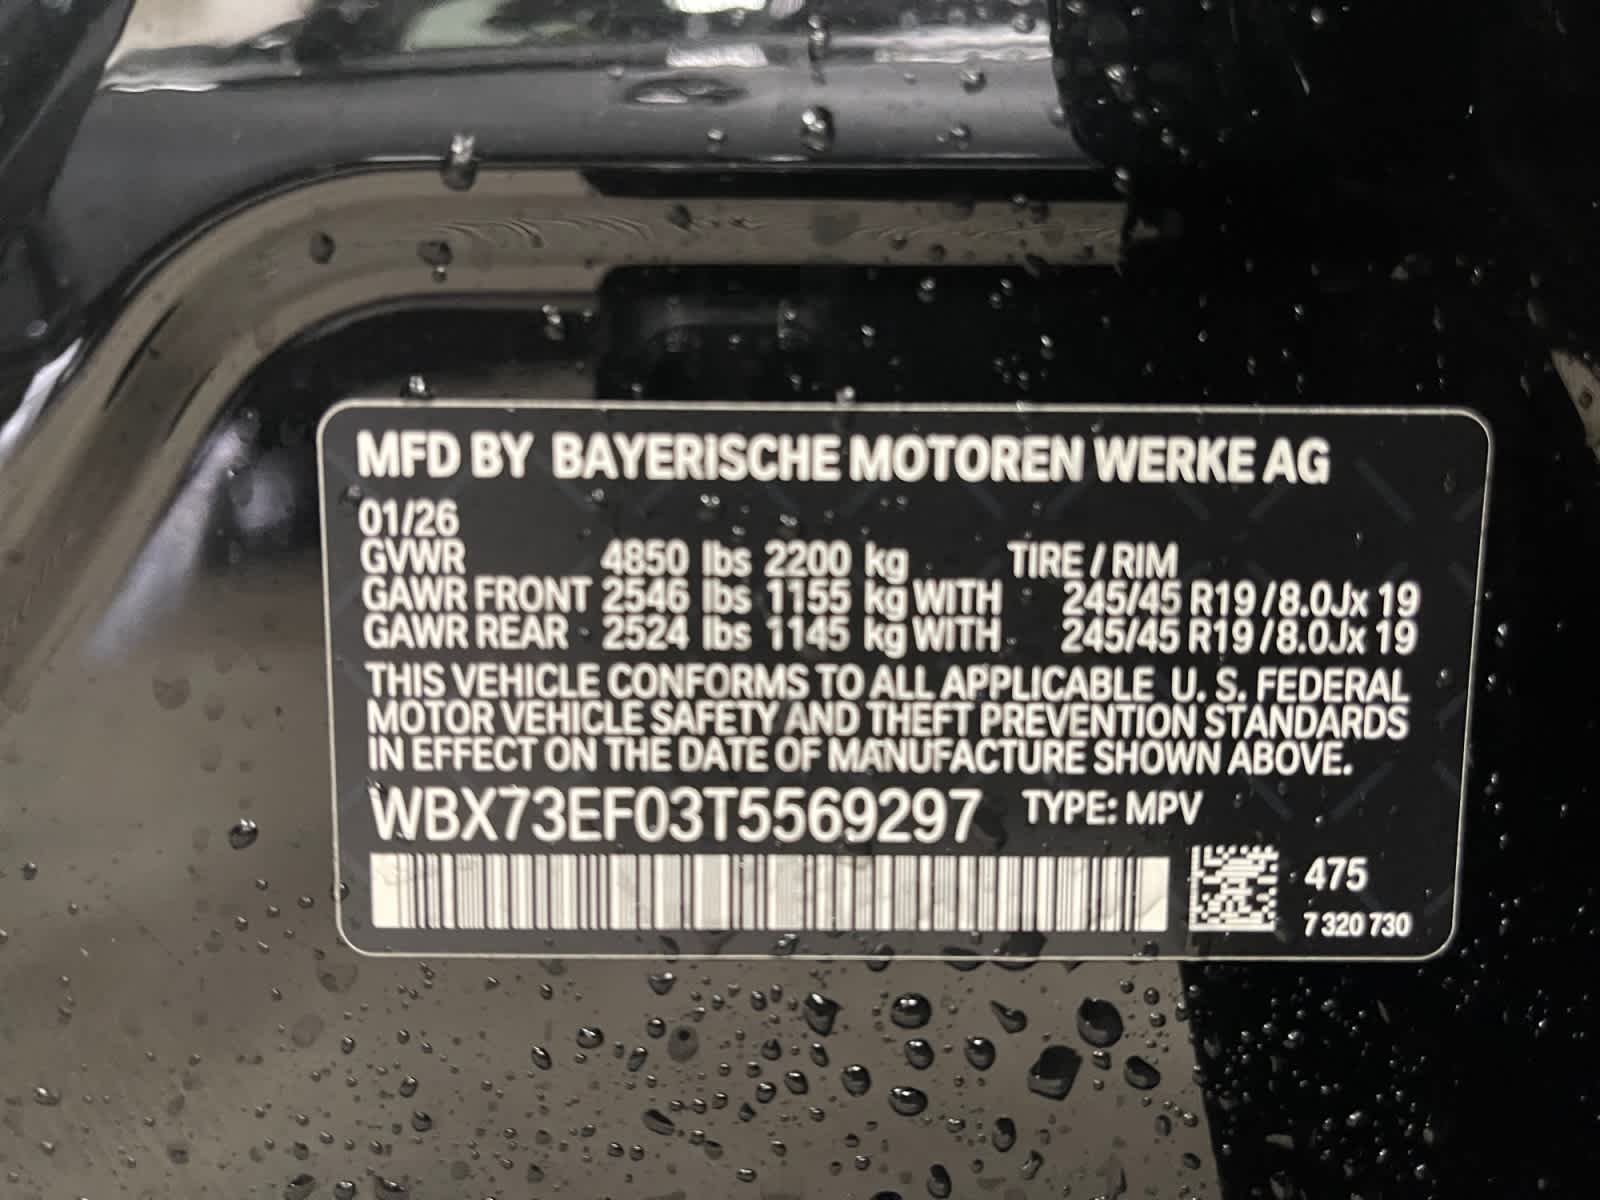 MFD BY BAYERISCHE MOTOREN WERKE AG
01/26
GVWR 4850 lbs 2200 kg TIRE / RIM
GAWR FRONT 2546 lbs 1155 kg WITH 245/45 R19 / 8.0Jx 19
GAWR REAR 2524 lbs 1145 kg WITH 245/45 R19 / 8.0Jx 19
THIS VEHICLE CONFORMS TO ALL APPLICABLE U. S. FEDERAL
MOTOR VEHICLE SAFETY AND THEFT PREVENTION STANDARDS
IN EFFECT ON THE DATE OF MANUFACTURE SHOWN ABOVE.
WBX73EF03T5569297 TYPE: MPV
475
7 320 730